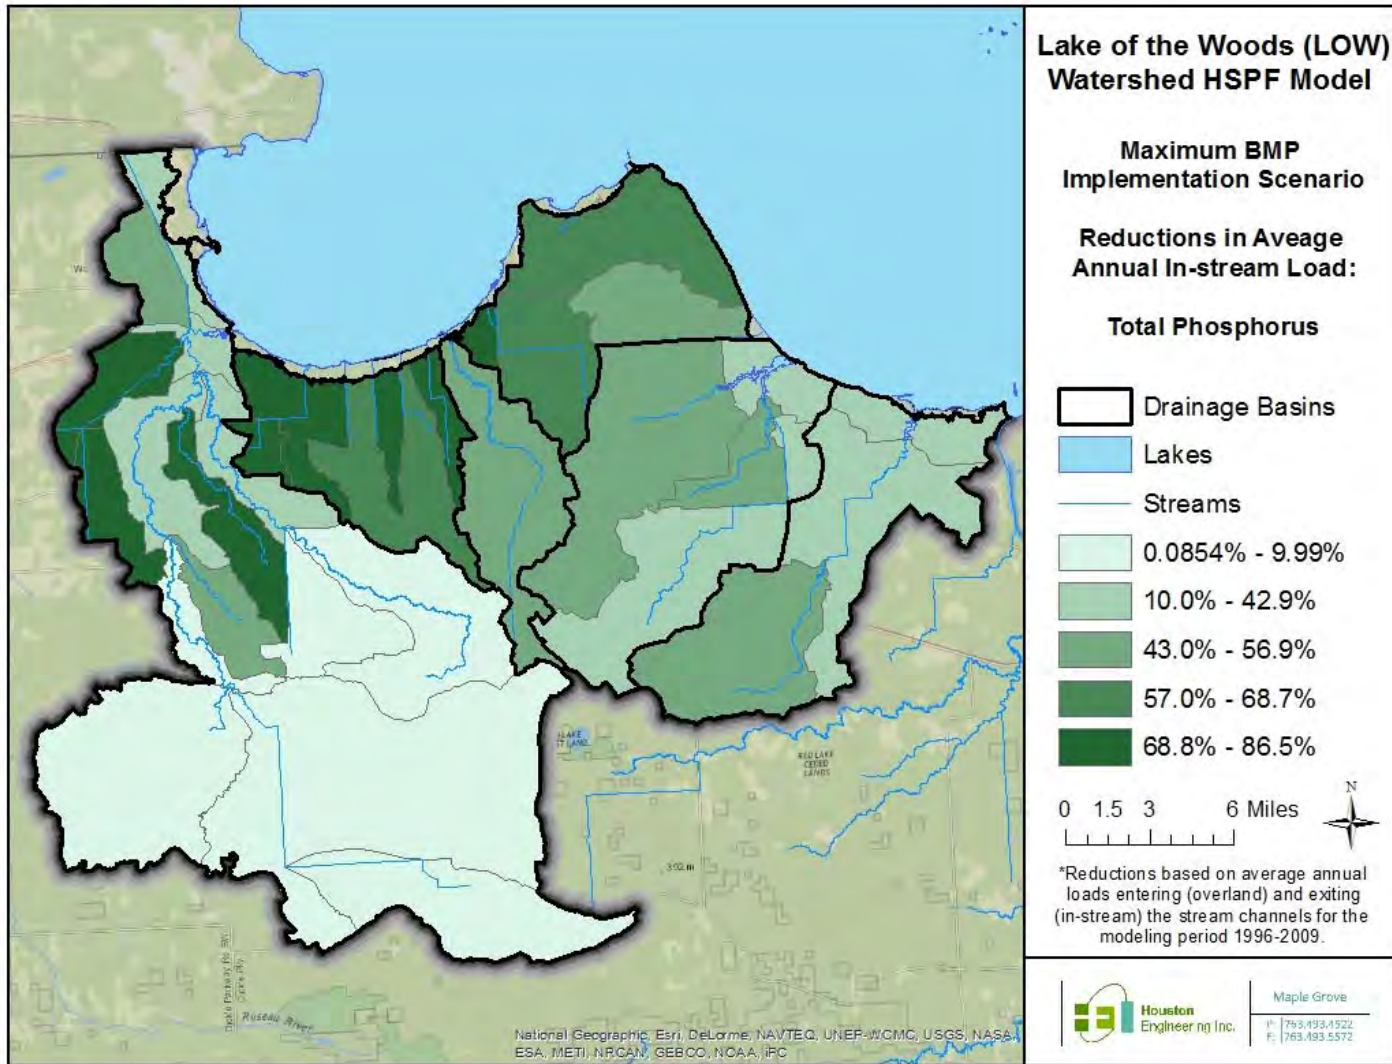 Lake of the Woods (LOW)
Watershed HSPF Model
Maximum BMP
Implementation Scenario
Reductions in Aveage
Annual In-stream Load:
Total Phosphorus
Drainage Basins
Lakes
Streams
0.0854% - 9.99%
10.0% - 42.9%
43.0% - 56.9%
57.0% - 68.7%
68.8% - 86.5%
N
0 1.5 3 6 Miles
*Reductions based on average annual
loads entering (overland) and exiting
(in-stream) the stream channels for the
modeling period 1996-2009.
Houston
Engineering Inc.
Maple Grove
P: 763.493.4522
F: 763.493.5572
RED LAKE
CEDED
LANDS
392 m
Roseau River
National Geographic, Esri, DeLorme, NAVTEQ, UNEP-WCMC, USGS, NASA,
ESA, METI, NRCAN, GEBCO, NOAA, iPC